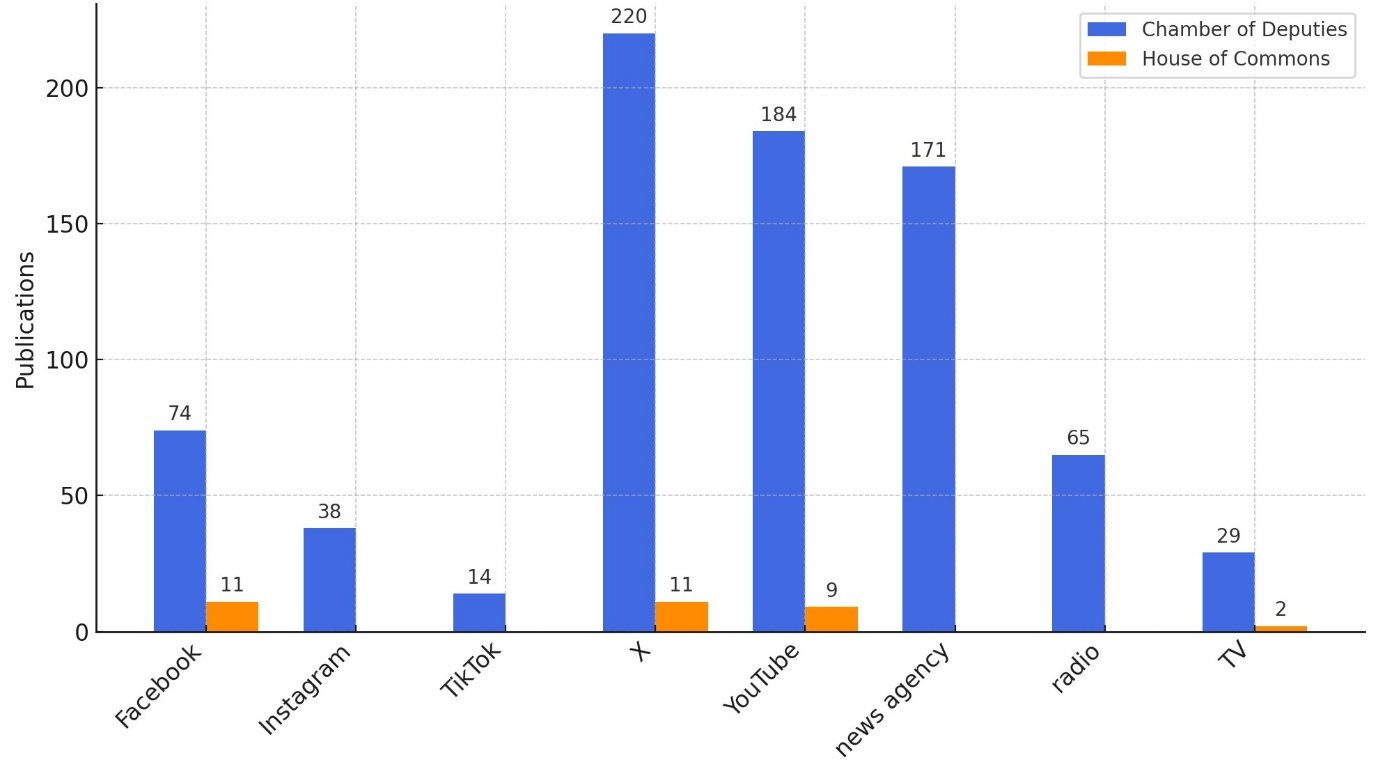 220
Chamber of Deputies
House of Commons
200
184
171
150
Publications
100
74
65
50
38
29
14
11
11
9
2
0
Facebook
Instagram
TikTok
X
YouTube
news agency
radio
TV